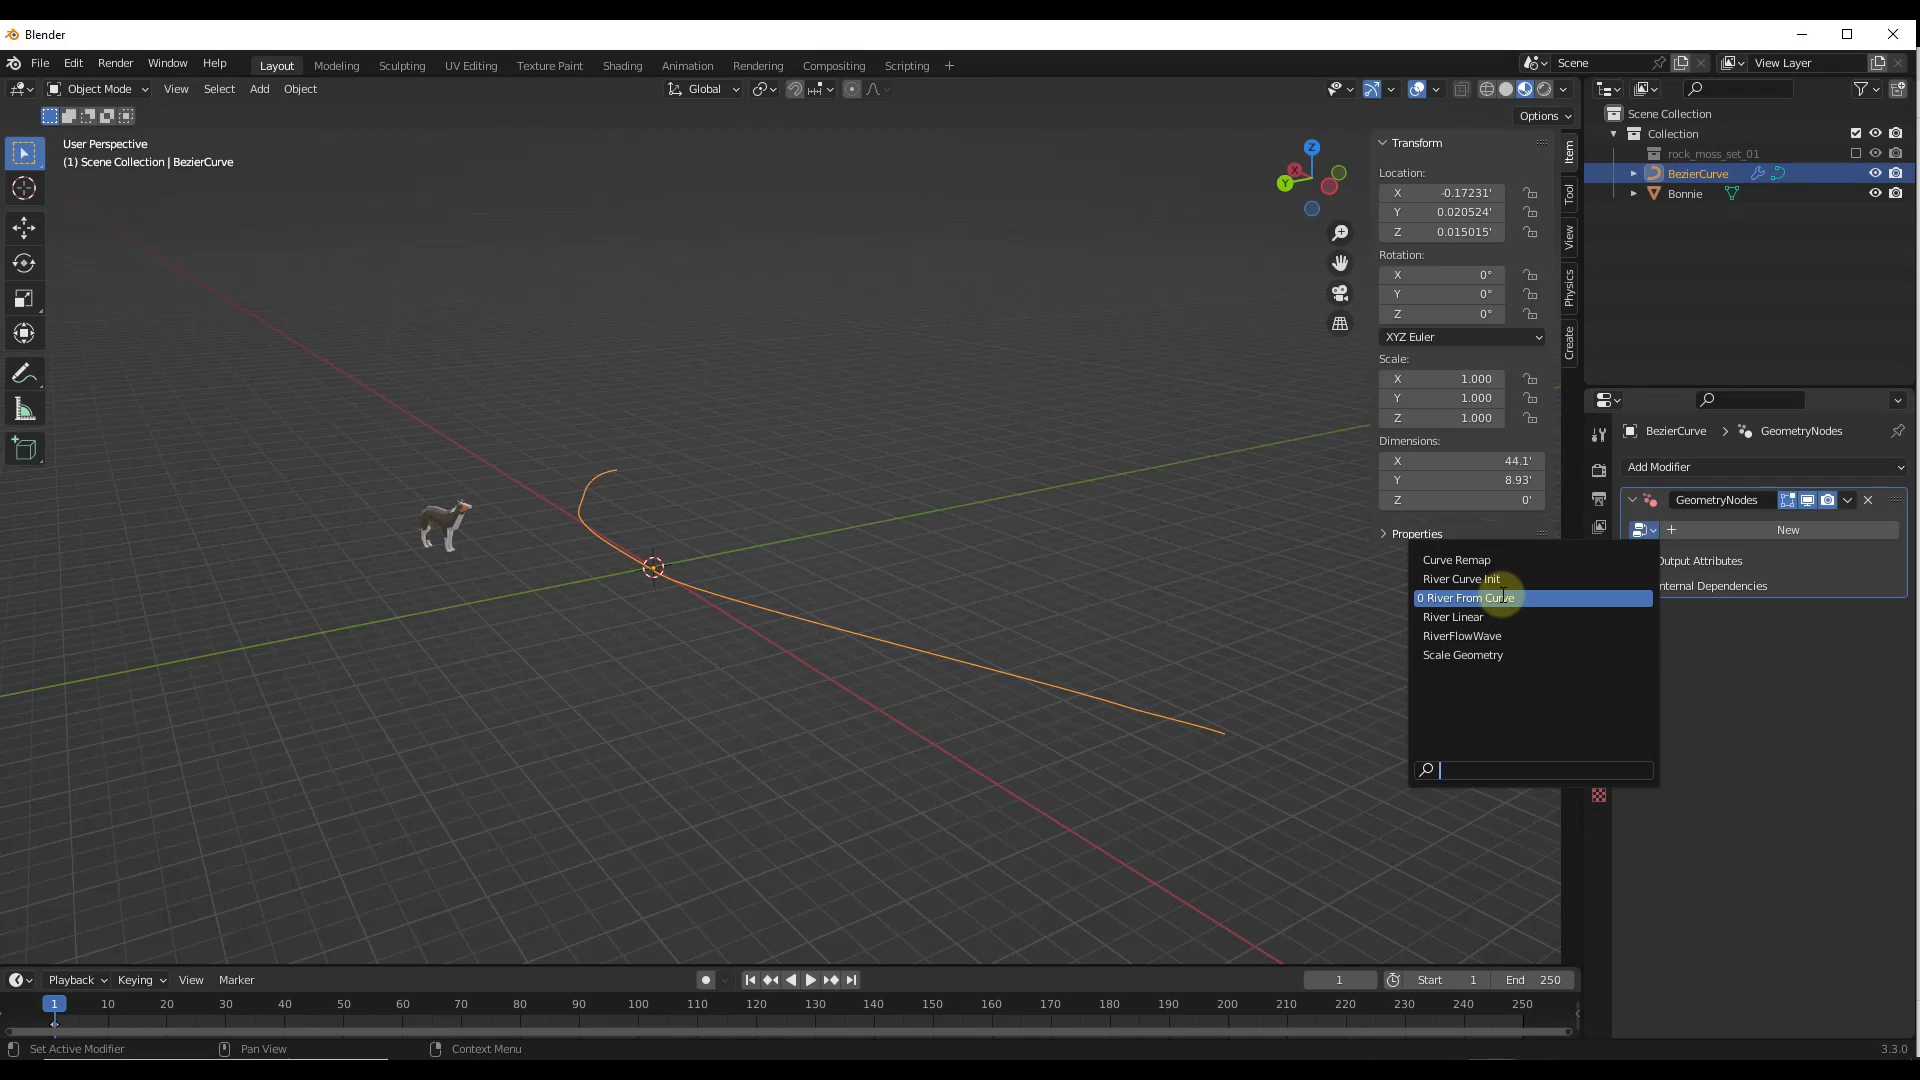 Blender
File Edit Render Window Help Layout Modeling Sculpting UV Editing Texture Paint Shading Animation Rendering Compositing Scripting + Scene View Layer
Object Mode View Select Add Object Global
Options
User Perspective
(1) Scene Collection | BezierCurve
Z
X
Y
Transform
Location:
X -0.17231'
Y 0.020524'
Z 0.015015'
Rotation:
X 0°
Y 0°
Z 0°
XYZ Euler
Scale:
X 1.000
Y 1.000
Z 1.000
Dimensions:
X 44.1'
Y 8.93'
Z 0'
Properties
Item
Tool
View
Physics
Create
Scene Collection
Collection
rock_moss_set_01
BezierCurve
Bonnie
BezierCurve > GeometryNodes
Add Modifier
GeometryNodes
+ New
Output Attributes
nternal Dependencies
Curve Remap
River Curve Init
0 River From Curve
River Linear
RiverFlowWave
Scale Geometry
Playback Keying View Marker 1 Start 1 End 250
1 10 20 30 40 50 60 70 80 90 100 110 120 130 140 150 160 170 180 190 200 210 220 230 240 250
Set Active Modifier Pan View Context Menu 3.3.0